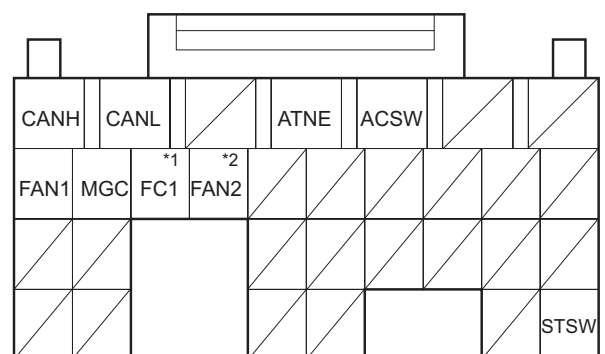 CANH CANL ATNE ACSW
*1 *2
FAN1 MGC FC1 FAN2
STSW